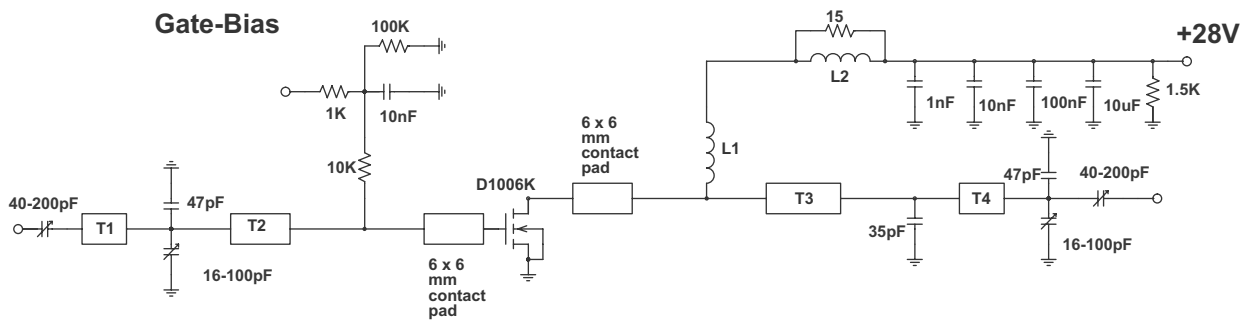 Gate-Bias
100K
15
+28V
L2
1K
10nF
1nF
10nF
100nF
10uF
1.5K
6 x 6
mm
contact
pad
L1
10K
D1006K
47pF
40-200pF
40-200pF
47pF
T1
T2
T3
T4
35pF
16-100pF
16-100pF
6 x 6
mm
contact
pad